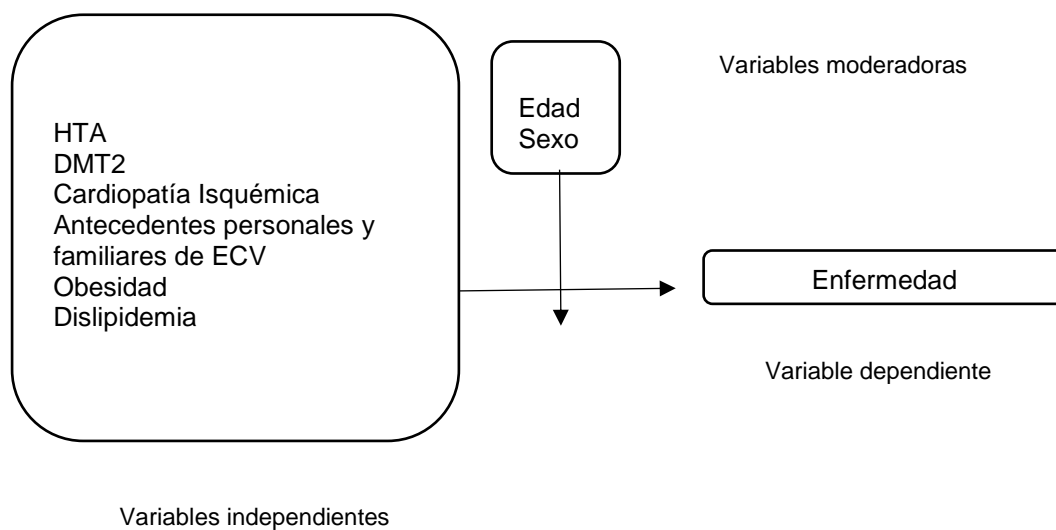 Variables moderadoras
Edad
Sexo
HTA
DMT2
Cardiopatía Isquémica
Antecedentes personales y
familiares de ECV
Obesidad
Dislipidemia
Enfermedad
Variable dependiente
Variables independientes